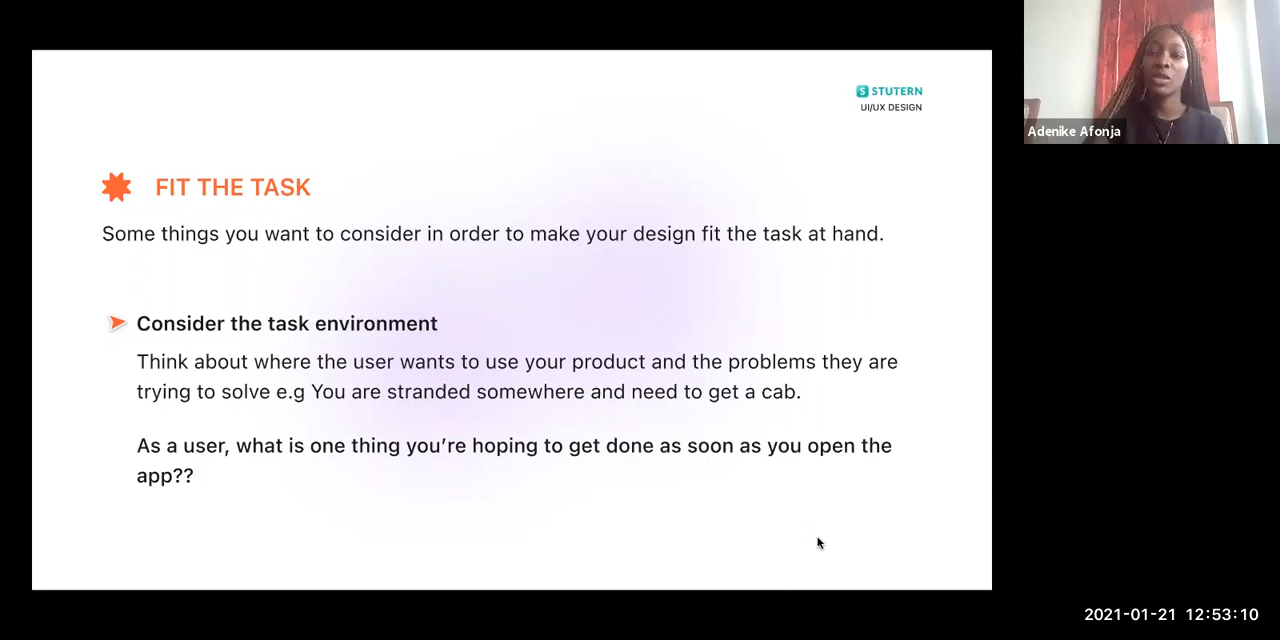 S STUTERN
UI/UX DESIGN
FIT THE TASK
Some things you want to consider in order to make your design fit the task at hand.
Consider the task environment
Think about where the user wants to use your product and the problems they are
trying to solve e.g You are stranded somewhere and need to get a cab.
As a user, what is one thing you’re hoping to get done as soon as you open the
app??
Adenike Afonja
2021-01-21 12:53:10